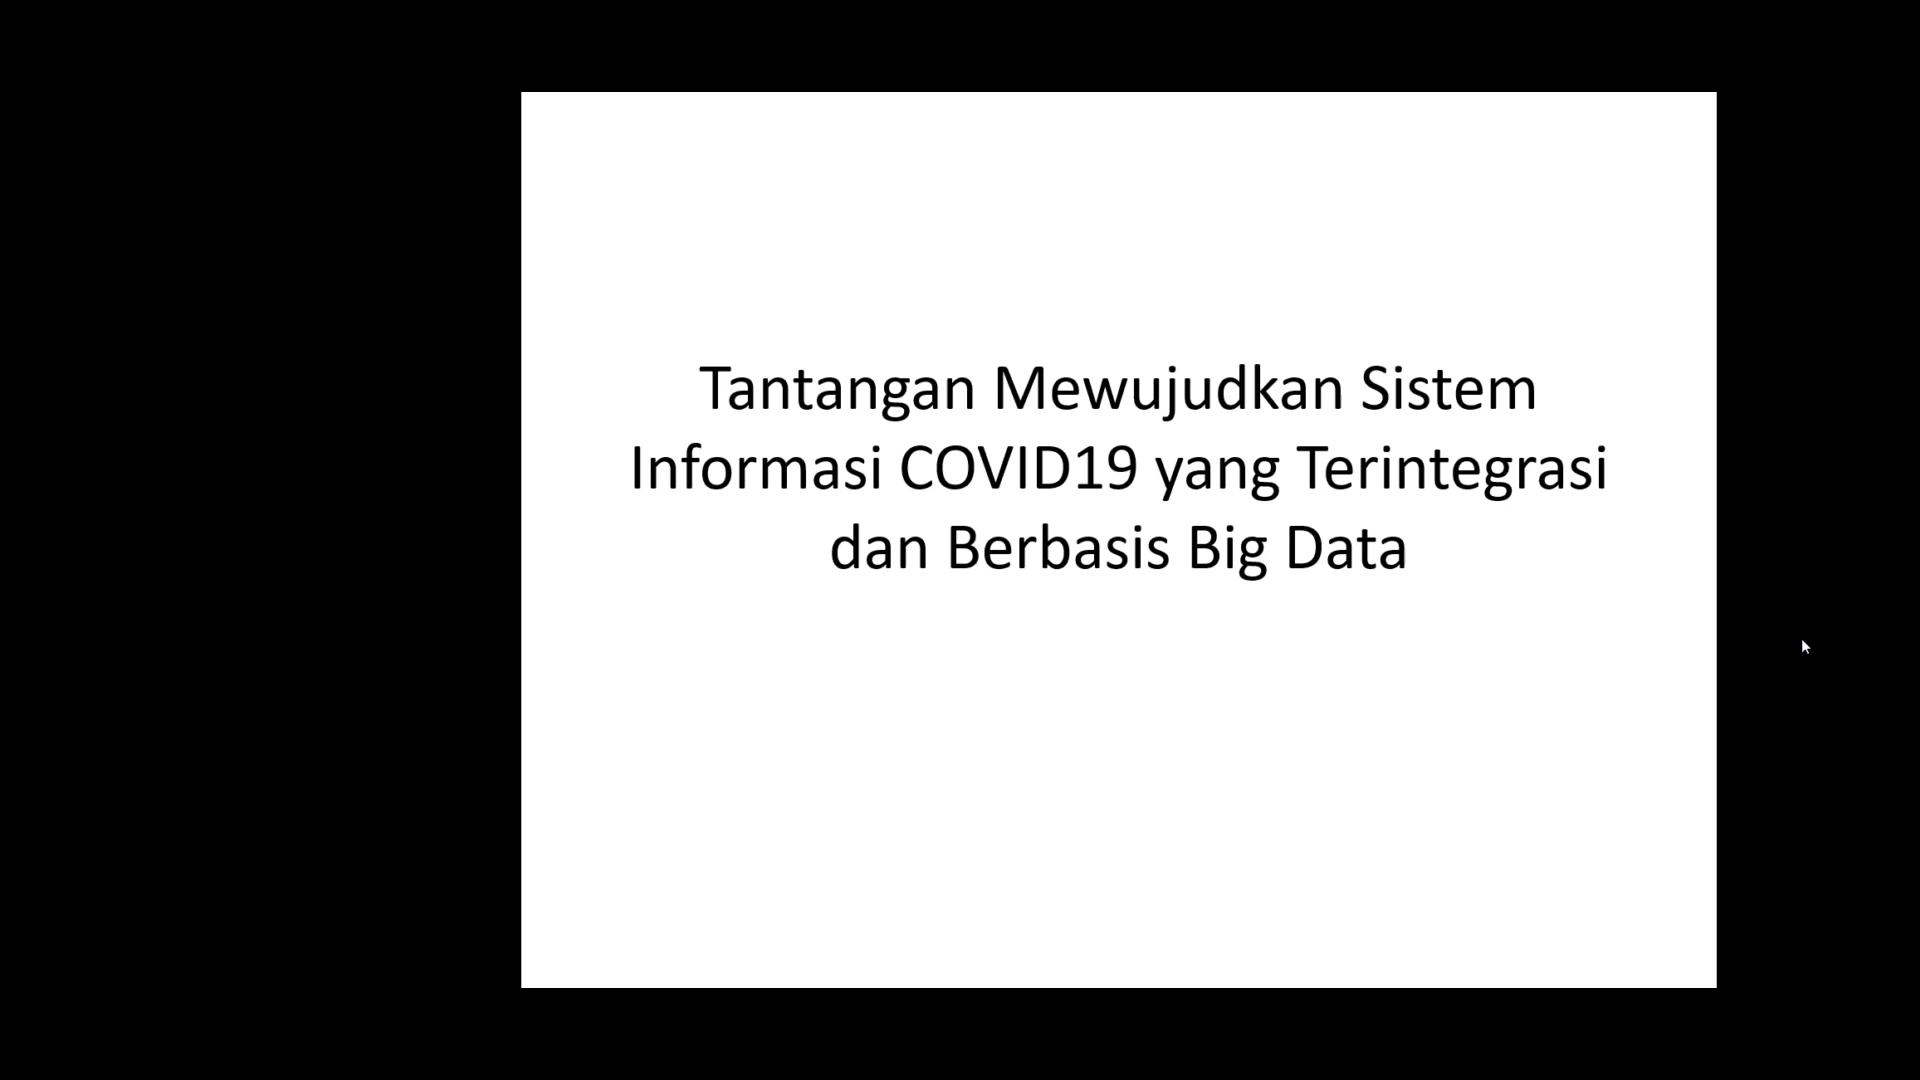 Tantangan Mewujudkan Sistem
Informasi COVID19 yang Terintegrasi
dan Berbasis Big Data